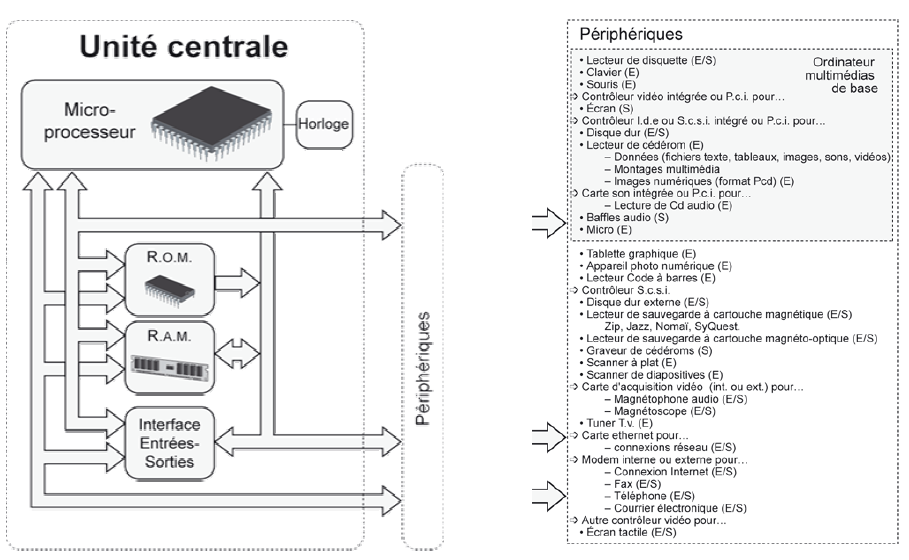 Unité centrale
Micro-
processeur
Horloge
R.O.M.
R.A.M.
Interface
Entrées-
Sorties
Périphériques
Périphériques
Ordinateur
multimédias
de base
• Lecteur de disquette (E/S)
• Clavier (E)
• Souris (E)
➩ Contrôleur vidéo intégrée ou P.c.i. pour…
• Écran (S)
➩ Contrôleur I.d.e ou S.c.s.i. intégré ou P.c.i. pour…
• Disque dur (E/S)
• Lecteur de cédérom (E)
– Données (fichiers texte, tableaux, images, sons, vidéos)
– Montages multimédia
– Images numériques (format Pcd) (E)
➩ Carte son intégrée ou P.c.i. pour…
– Lecture de Cd audio (E)
• Baffles audio (S)
• Micro (E)
• Tablette graphique (E)
• Appareil photo numérique (E)
• Lecteur Code à barres (E)
➩ Contrôleur S.c.s.i.
• Disque dur externe (E/S)
• Lecteur de sauvegarde à cartouche magnétique (E/S)
Zip, Jazz, Nomaï, SyQuest.
• Lecteur de sauvegarde à cartouche magnéto-optique (E/S)
• Graveur de cédéroms (S)
• Scanner à plat (E)
• Scanner de diapositives (E)
➩ Carte d'acquisition vidéo (int. ou ext.) pour…
– Magnétophone audio (E/S)
– Magnétoscope (E/S)
• Tuner T.v. (E)
➩ Carte ethernet pour…
– connexions réseau (E/S)
➩ Modem interne ou externe pour…
– Connexion Internet (E/S)
– Fax (E/S)
– Téléphone (E/S)
– Courrier électronique (E/S)
➩ Autre contrôleur vidéo pour…
• Écran tactile (E/S)